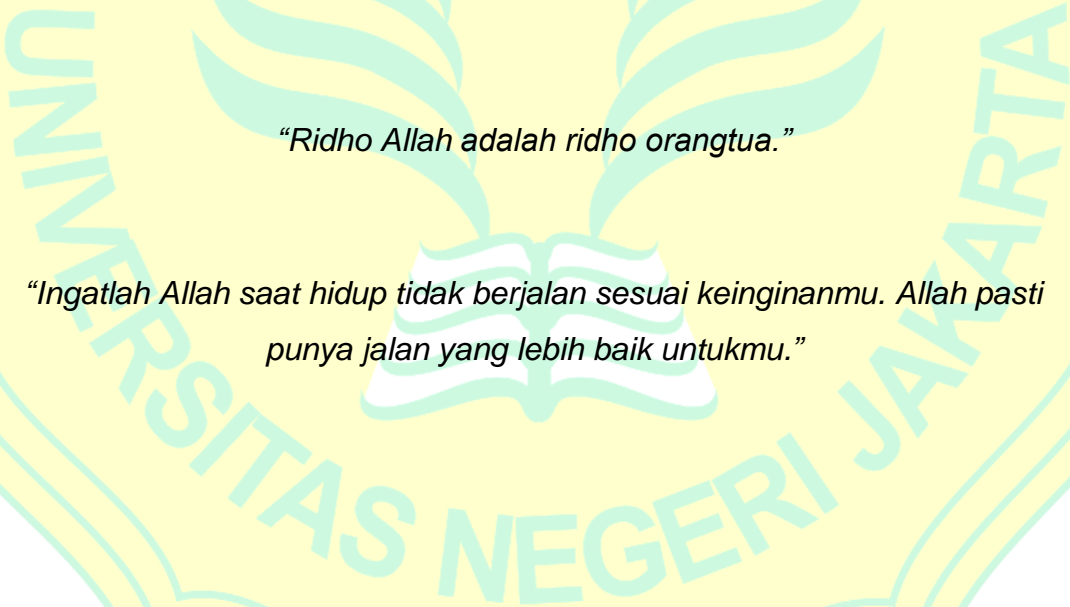 “Ridho Allah adalah ridho orangtua.”
“Ingatlah Allah saat hidup tidak berjalan sesuai keinginanmu. Allah pasti
punya jalan yang lebih baik untukmu.”
UNIVERSITAS NEGERI JAKARTA